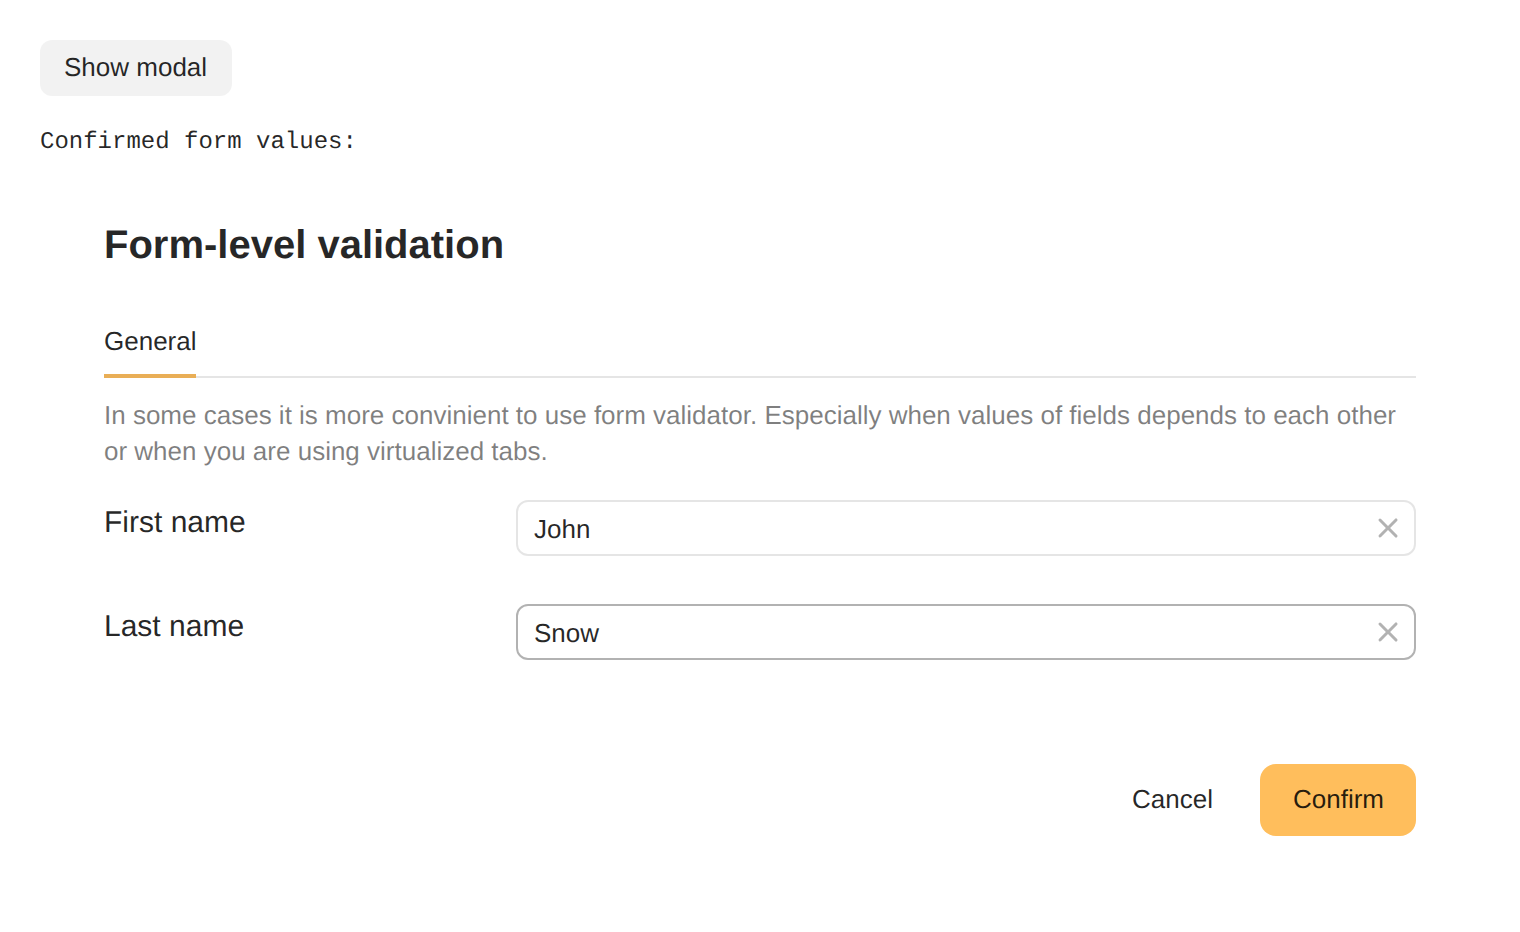 Show modal
Confirmed form values:
Form-level validation
General
In some cases it is more convinient to use form validator. Especially when values of fields depends to each other
or when you are using virtualized tabs.
First name
John
Last name
Snow
Cancel
Confirm